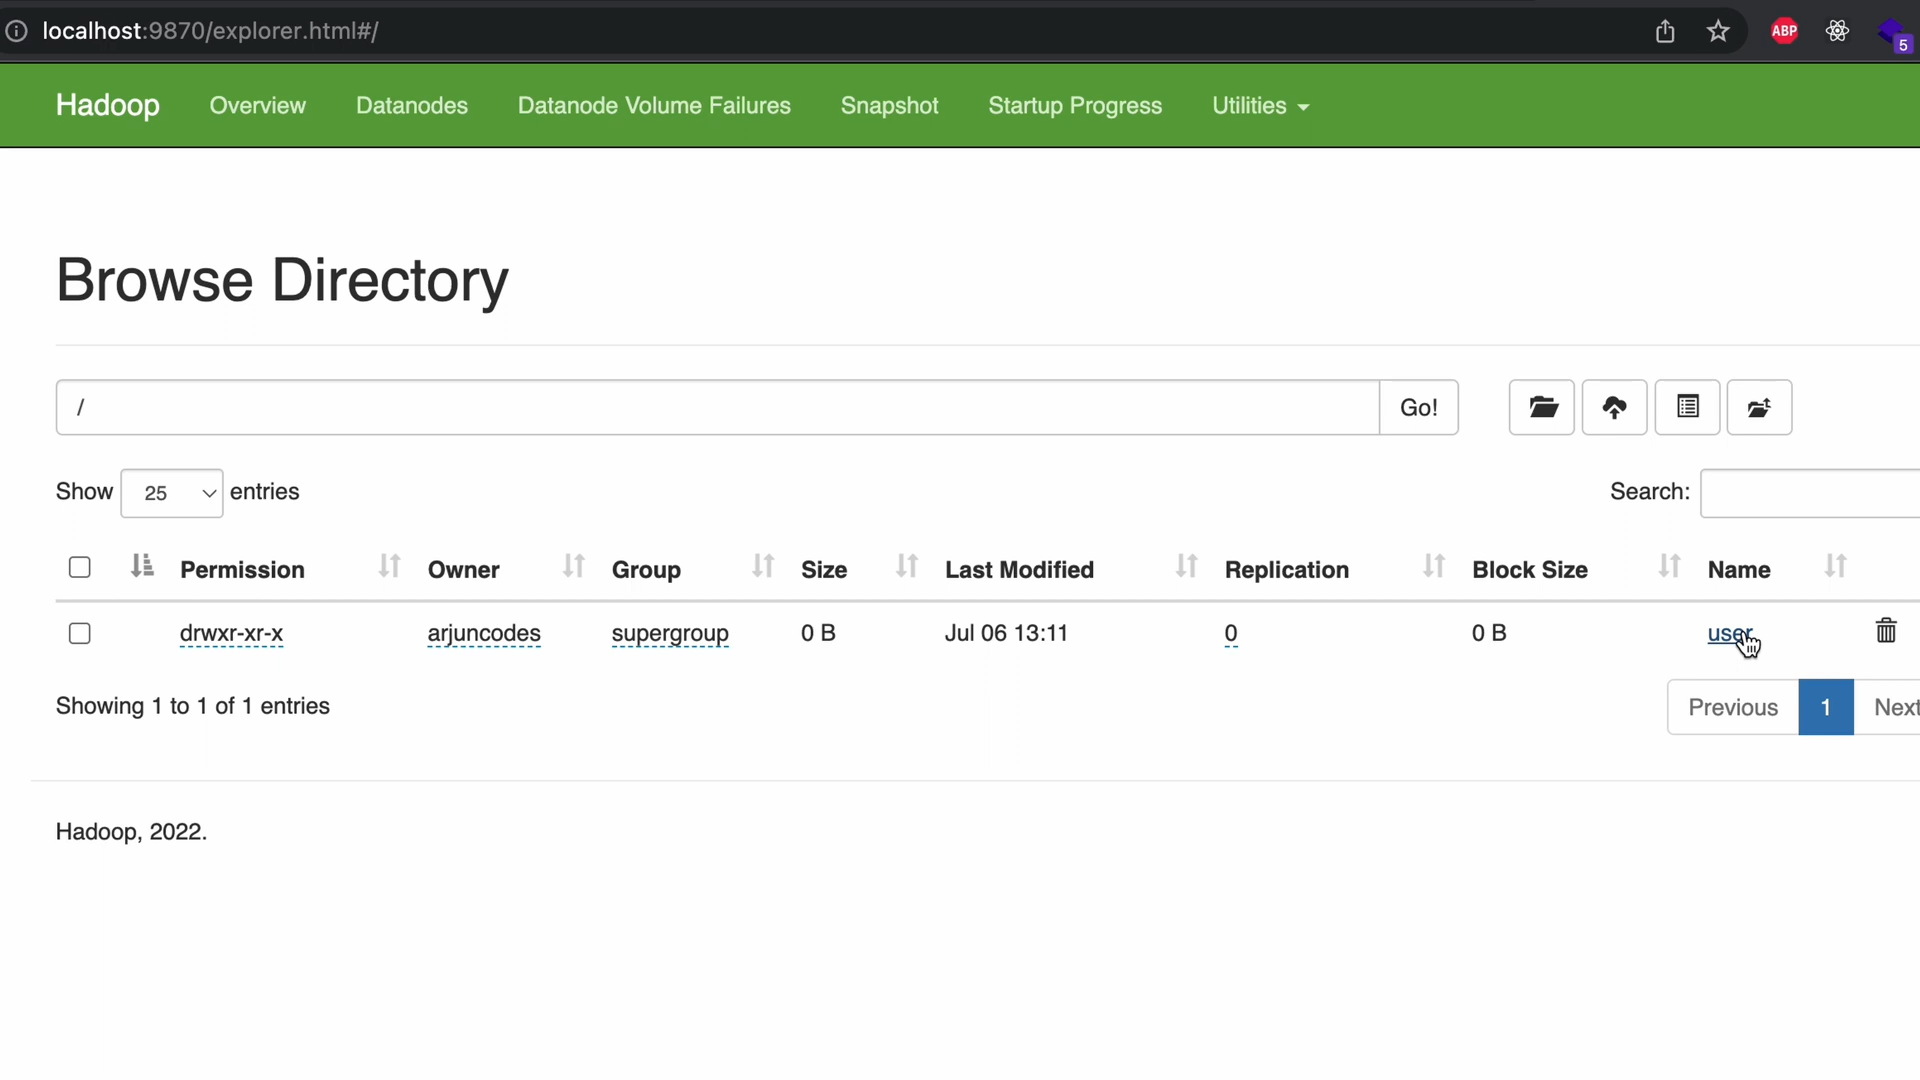 localhost:9870/explorer.html#/
ABP
5
Hadoop Overview Datanodes Datanode Volume Failures Snapshot Startup Progress Utilities
Browse Directory
/ Go!
Show 25 entries Search:
Permission Owner Group Size Last Modified Replication Block Size Name
drwxr-xr-x arjuncodes supergroup 0 B Jul 06 13:11 0 0 B user
Showing 1 to 1 of 1 entries Previous 1 Next
Hadoop, 2022.